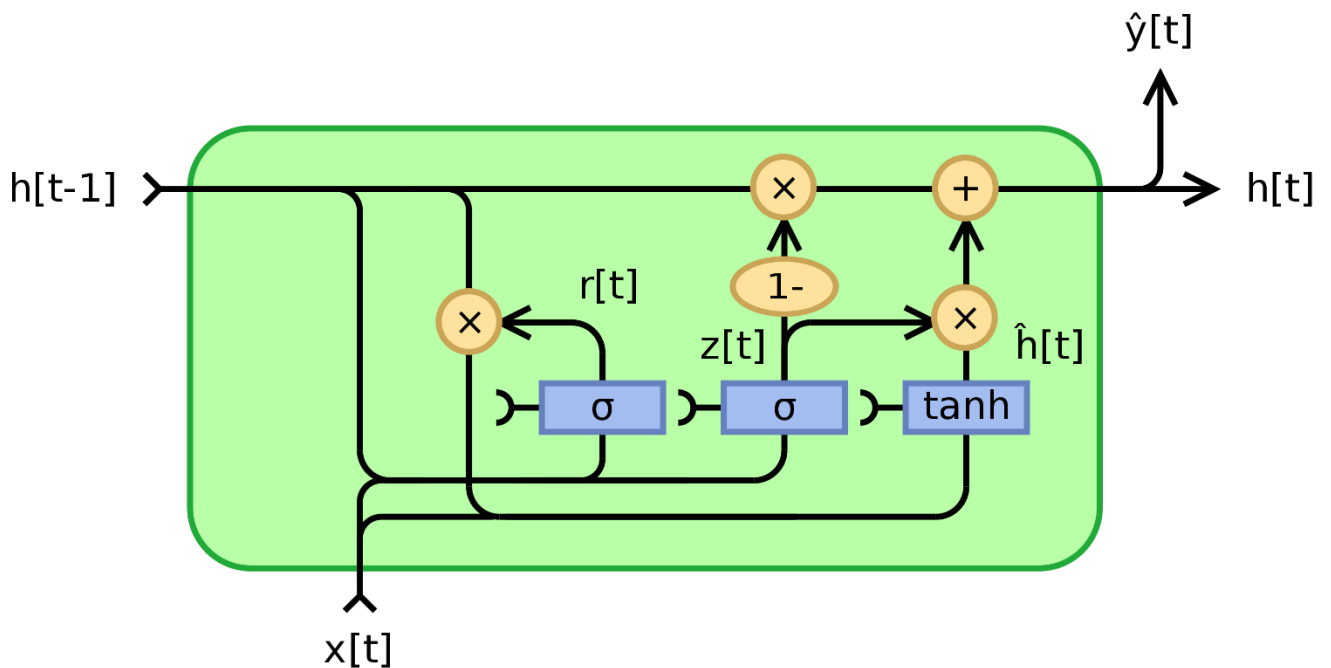 ŷ[t]
h[t-1]
×
+
h[t]
r[t]
1-
×
z[t]
×
ĥ[t]
σ
σ
tanh
x[t]